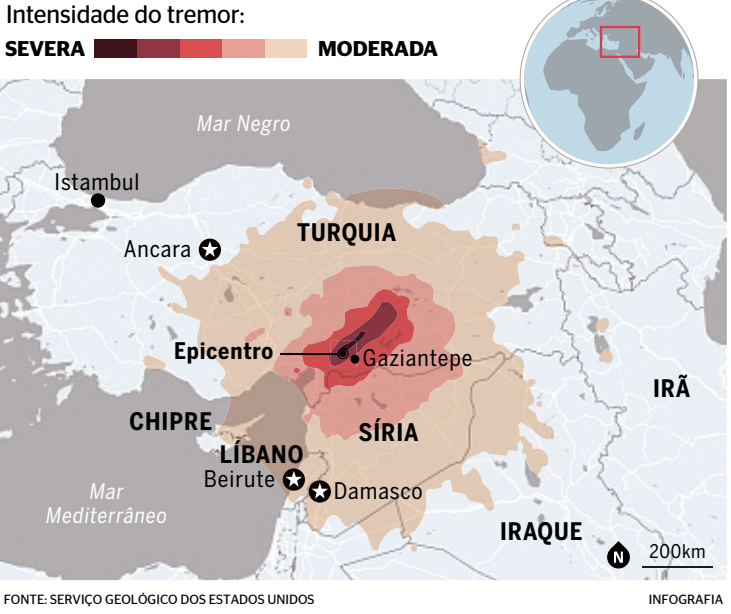 Intensidade do tremor:
SEVERA MODERADA
Mar Negro
Istambul
TURQUIA
Ancara
Epicentro
Gaziantepe
IRÃ
CHIPRE
SÍRIA
LÍBANO
Beirute
Damasco
Mar
Mediterrâneo
IRAQUE
N
200km
FONTE: SERVIÇO GEOLÓGICO DOS ESTADOS UNIDOS
INFOGRAFIA